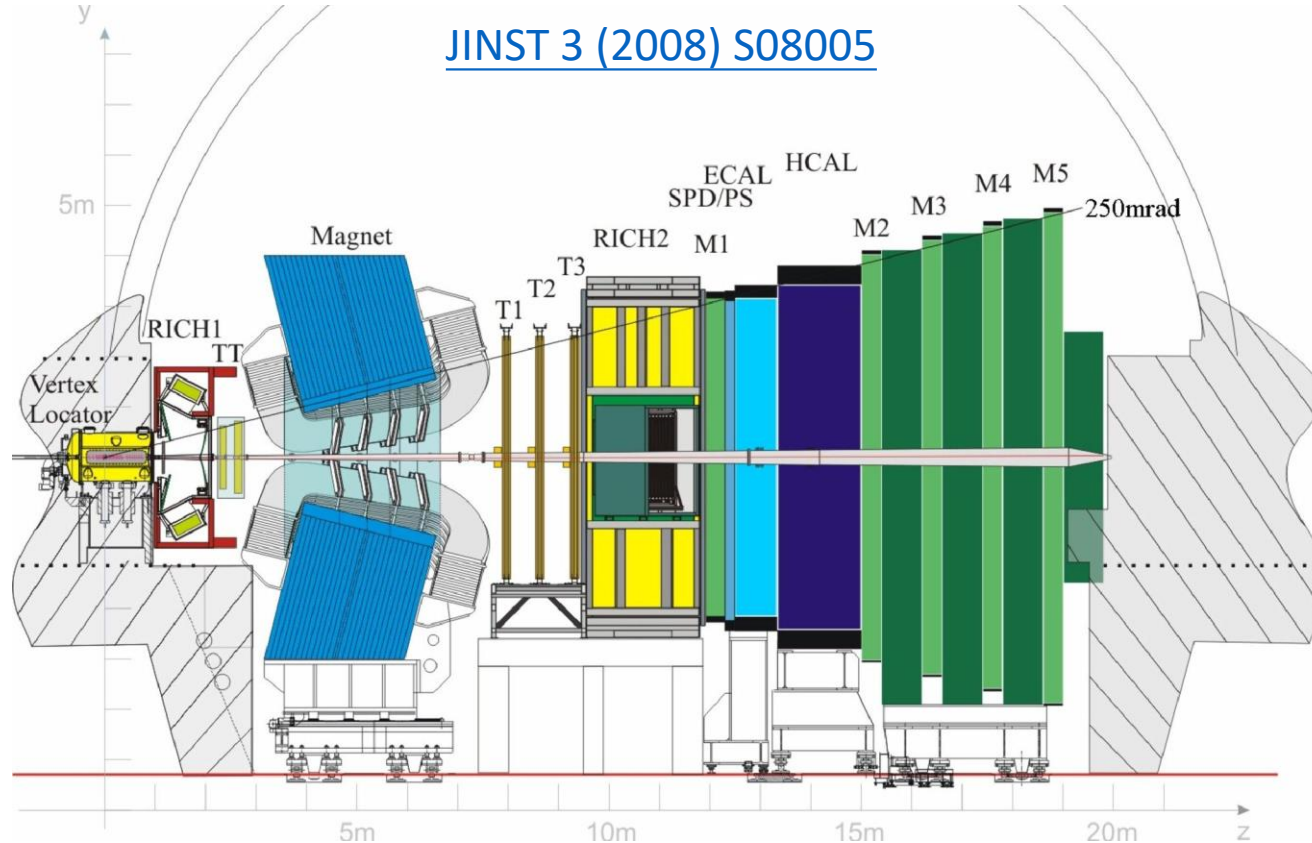 y
JINST 3 (2008) S08005
5m
Vertex
Locator
RICH1
TT
Magnet
T1
T2
T3
RICH2
M1
SPD/PS
ECAL
HCAL
M2
M3
M4
M5
250mrad
5m
10m
15m
20m
z